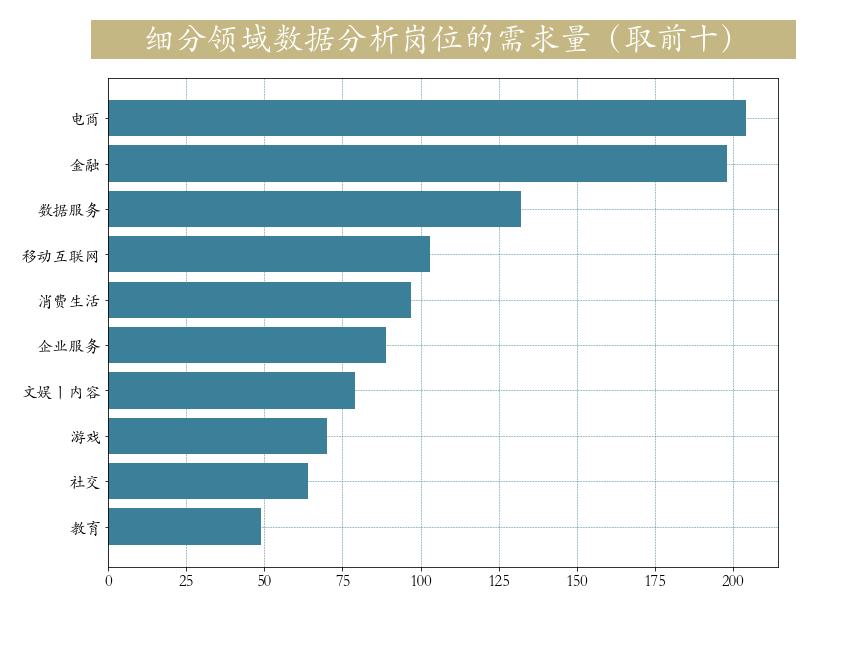 细分领域数据分析岗位的需求量（取前十）
电商
金融
数据服务
移动互联网
消费生活
企业服务
文娱丨内容
游戏
社交
教育
0 25 50 75 100 125 150 175 200